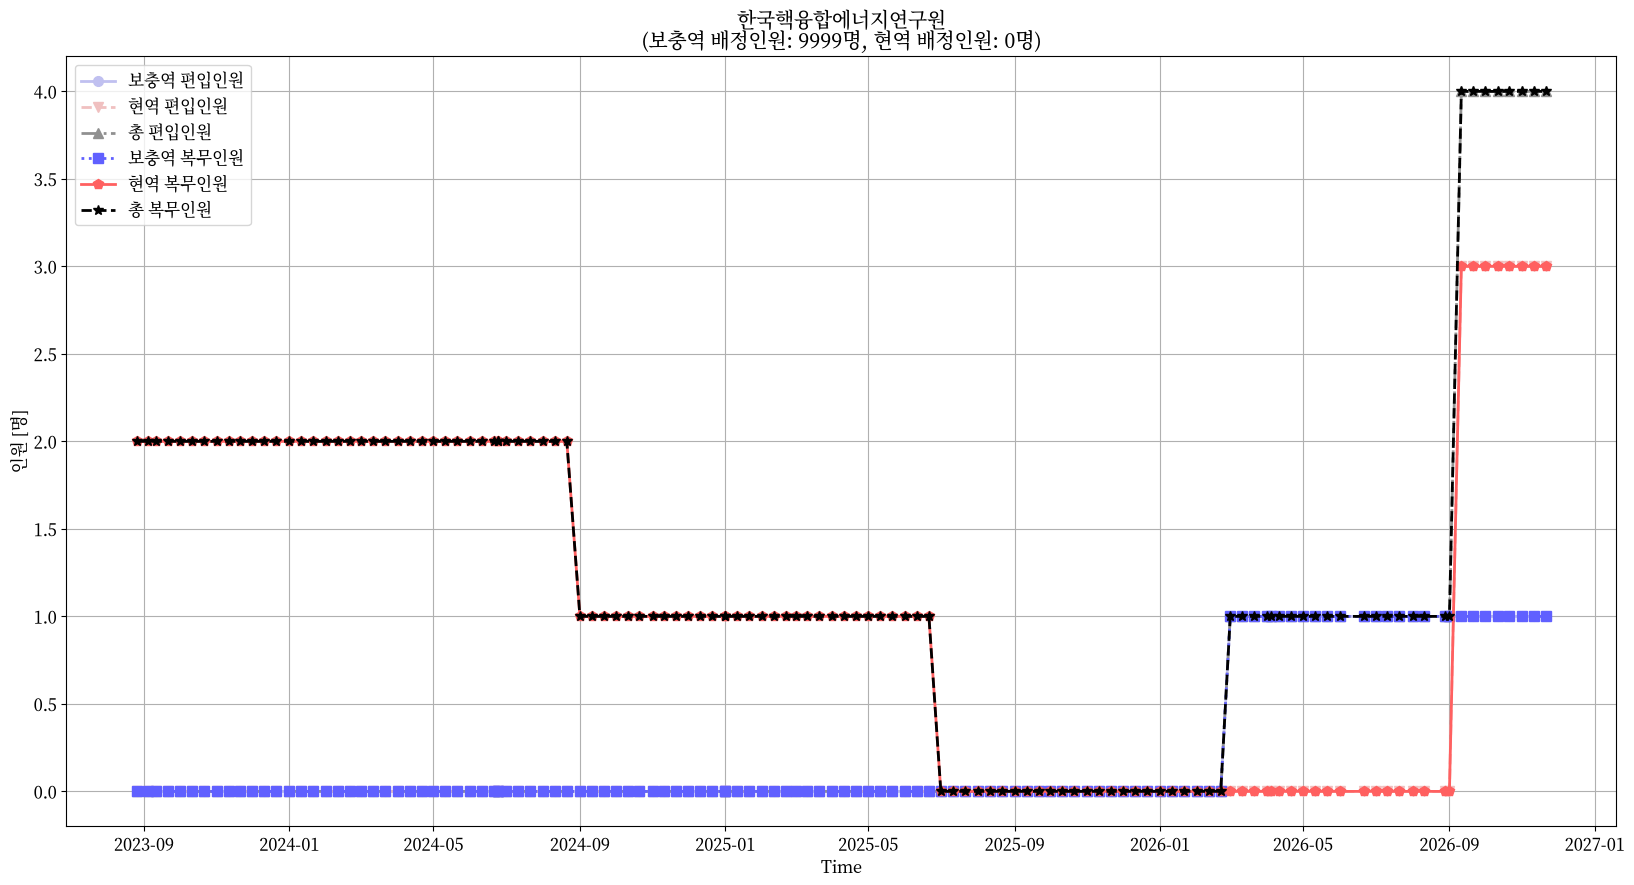 한국핵융합에너지연구원
(보충역 배정인원: 9999명, 현역 배정인원: 0명)
보충역 편입인원
현역 편입인원
총 편입인원
보충역 복무인원
현역 복무인원
총 복무인원
4.0
3.5
3.0
2.5
2.0
1.5
1.0
0.5
0.0
인원 [명]
2023-09 2024-01 2024-05 2024-09 2025-01 2025-05 2025-09 2026-01 2026-05 2026-09 2027-01
Time